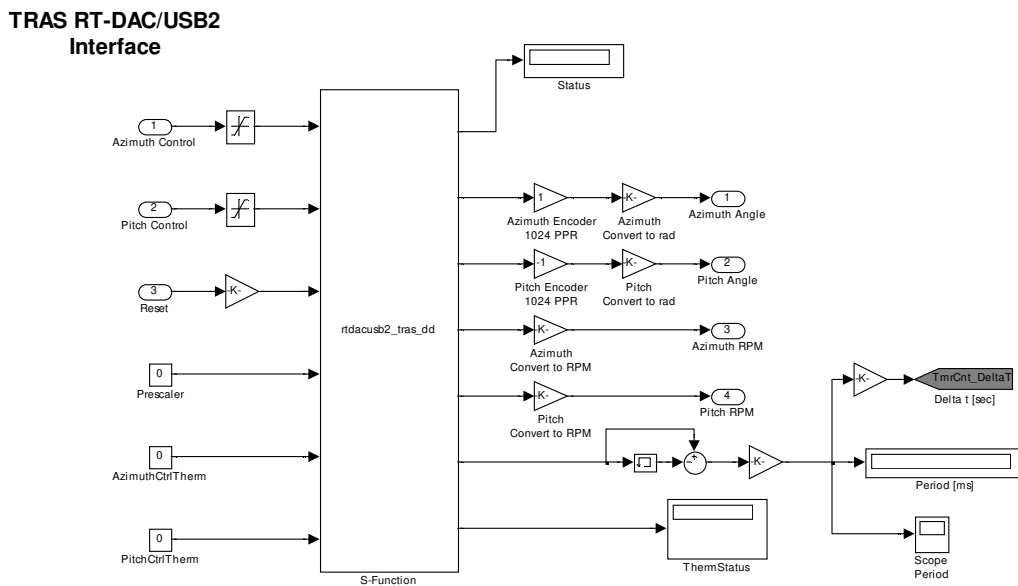 TRAS RT-DAC/USB2
Interface
Status
1
Azimuth Control
2
Pitch Control
3
Reset
-K-
0
Prescaler
0
AzimuthCtrlTherm
0
PitchCtrlTherm
rtdacusb2_tras_dd
S-Function
1
Azimuth Encoder
1024 PPR
-K-
Azimuth
Convert to rad
1
Azimuth Angle
-1
Pitch Encoder
1024 PPR
-K-
Pitch
Convert to rad
2
Pitch Angle
-K-
Azimuth
Convert to RPM
3
Azimuth RPM
-K-
Pitch
Convert to RPM
4
Pitch RPM
-K-
-K-
TmrCnt_DeltaT
Delta t [sec]
Period [ms]
Scope
Period
ThermStatus